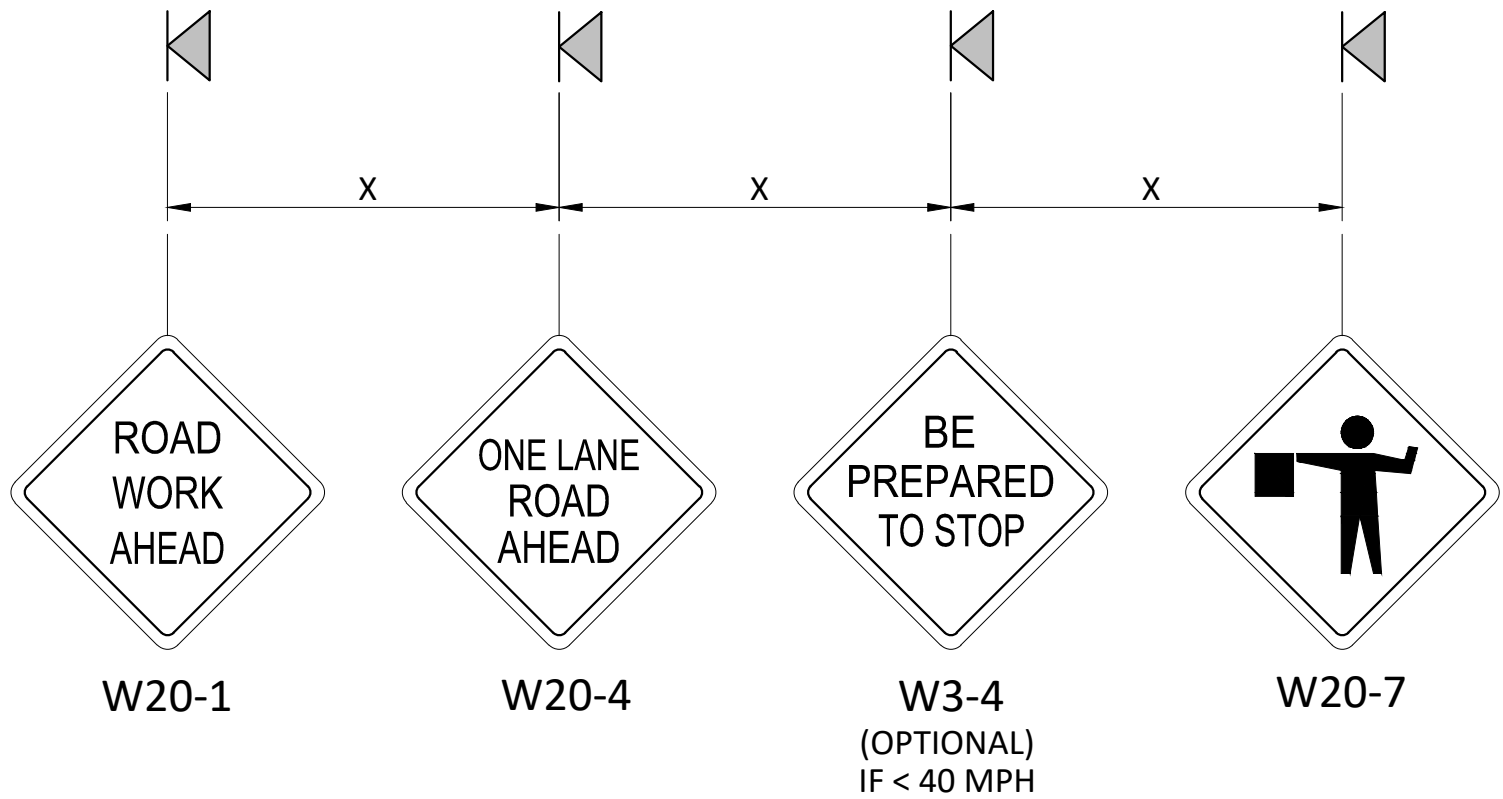 X
X
X
ROAD
WORK
AHEAD
ONE LANE
ROAD
AHEAD
BE
PREPARED
TO STOP
W20-1
W20-4
W3-4
(OPTIONAL)
IF < 40 MPH
W20-7